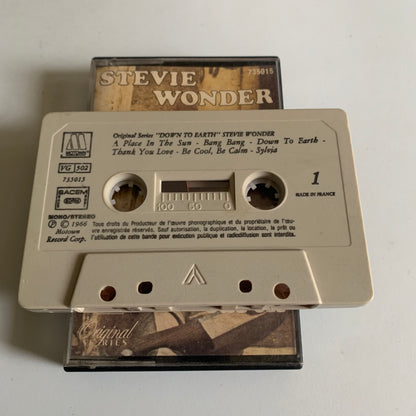 STEVIE
735015
WONDER
MOTOWN
Original Series "DOWN TO EARTH" STEVIE WONDER
A Place In The Sun - Bang Bang - Down To Earth -
Thank You Love - Be Cool, Be Calm - Sylvia
VG 502
735015
SACEM
1
MADE IN FRANCE
100 50 0
MONO/STEREO
Ⓟ © 1966
Motown
Record Corp.
Tous droits du Producteur de l'œuvre phonographique et du propriétaire de l'œu-
vre enregistrée réservés. Sauf autorisation, la duplication, la location, le prêt ou
l'utilisation de cette bande pour exécution publique et radiodiffusion sont interdits.
Original
SERIES